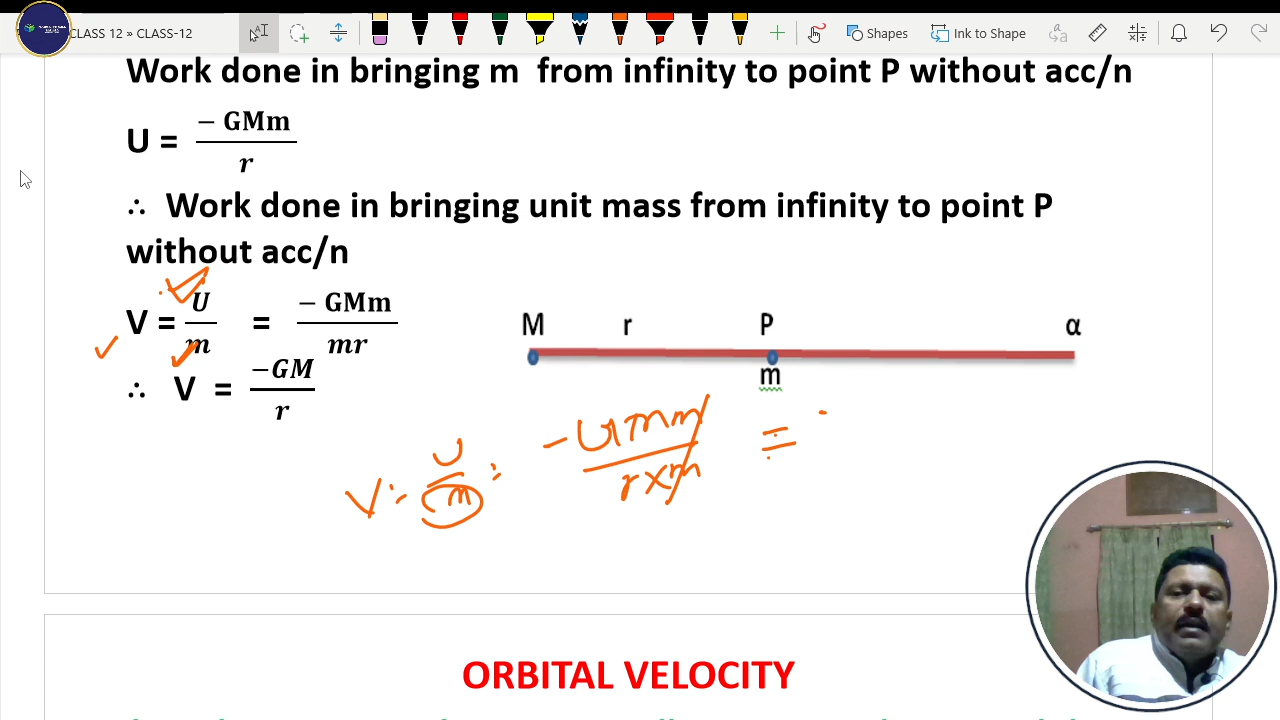 CLASS 12 » CLASS-12
Shapes
Ink to Shape
Work done in bringing m from infinity to point P without acc/n
U = − GMm / r
∴ Work done in bringing unit mass from infinity to point P
without acc/n
V = U / m = − GMm / mr
M r P α
m
∴ V = −GM / r
V = U / m = − GMm / r × m =
ORBITAL VELOCITY